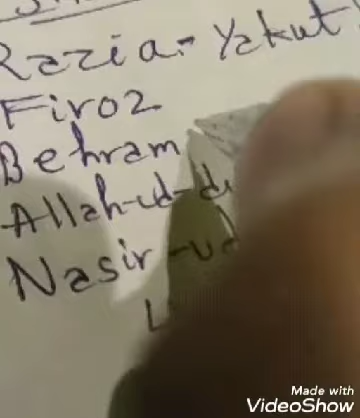 Razia - Yakut
Firoz
Behram
Allah-ud-
Nasir-ud
Made with
VideoShow